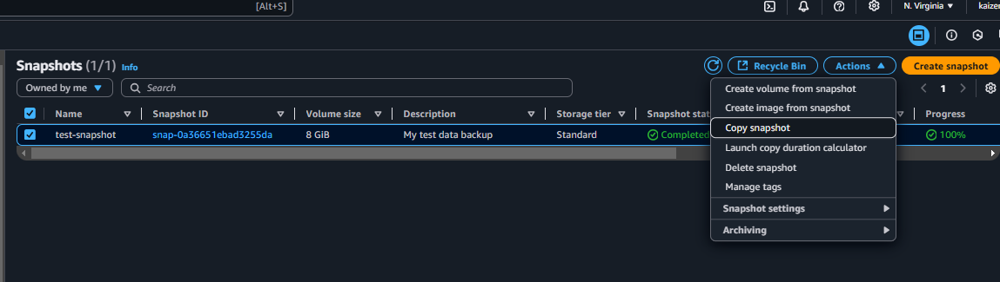 [Alt+S]
N. Virginia
kaizen
Snapshots (1/1) Info
Recycle Bin
Actions
Create snapshot
Owned by me
Search
1
Name
Snapshot ID
Volume size
Description
Storage tier
Snapshot stat
Progress
test-snapshot
snap-0a36651ebad3255da
8 GiB
My test data backup
Standard
Completed
100%
Create volume from snapshot
Create image from snapshot
Copy snapshot
Launch copy duration calculator
Delete snapshot
Manage tags
Snapshot settings
Archiving